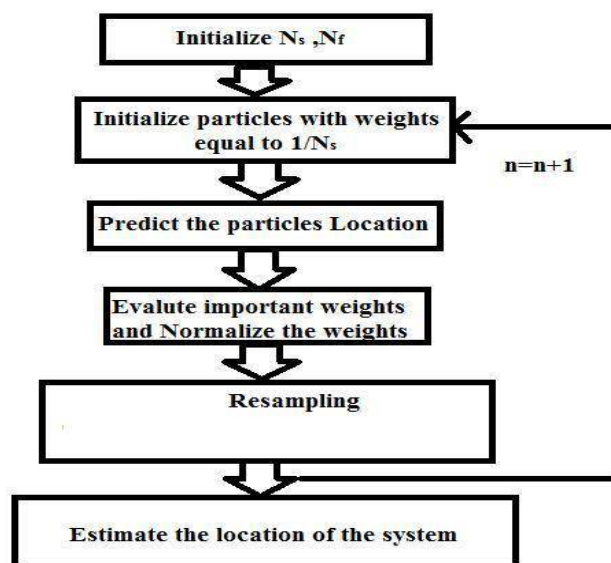 Initialize Ns ,Nf
Initialize particles with weights
equal to 1/Ns
n=n+1
Predict the particles Location
Evalute important weights
and Normalize the weights
Resampling
Estimate the location of the system